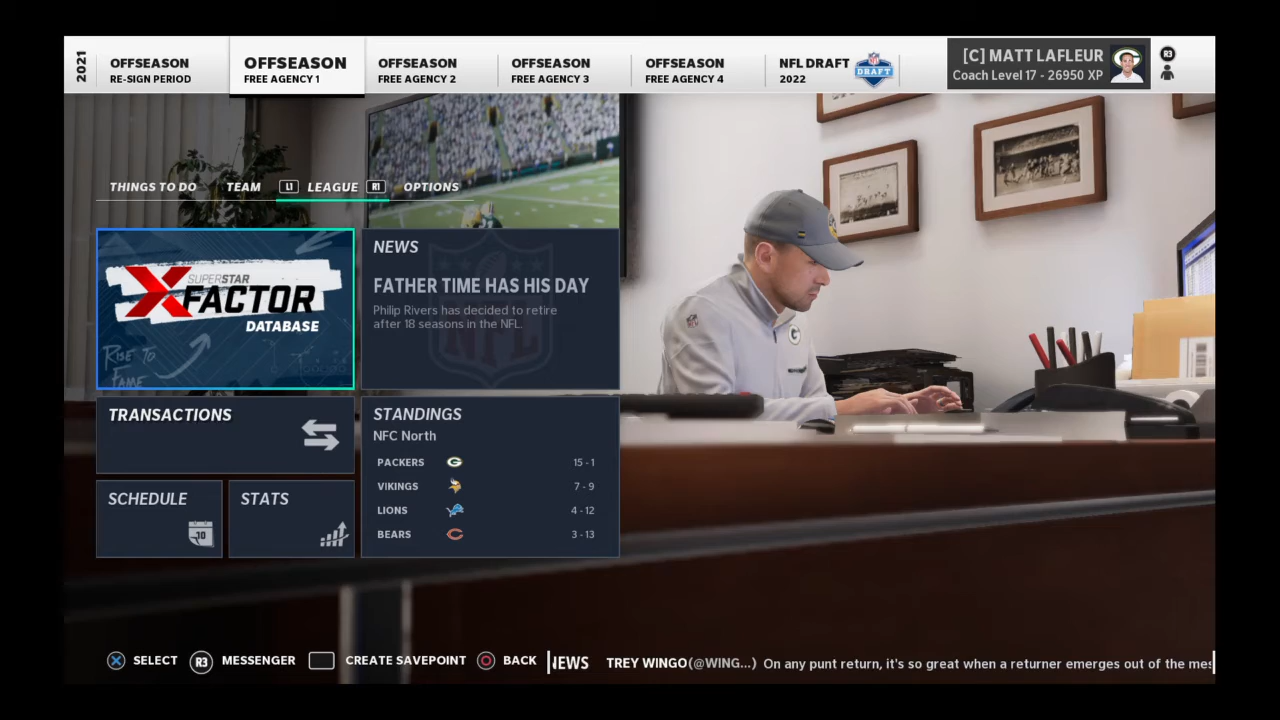 2021
OFFSEASON
RE-SIGN PERIOD
OFFSEASON
FREE AGENCY 1
OFFSEASON
FREE AGENCY 2
OFFSEASON
FREE AGENCY 3
OFFSEASON
FREE AGENCY 4
NFL DRAFT
2022
DRAFT
[C] MATT LAFLEUR
Coach Level 17 - 26950 XP
R3
THINGS TO DO TEAM L1 LEAGUE R1 OPTIONS
SUPERSTAR
XFACTOR
DATABASE
RISE TO
FAME
NEWS
FATHER TIME HAS HIS DAY
Philip Rivers has decided to retire
after 18 seasons in the NFL.
NFL
TRANSACTIONS
SCHEDULE
10
STATS
STANDINGS
NFC North
PACKERS 15 - 1
VIKINGS 7 - 9
LIONS 4 - 12
BEARS 3 - 13
SELECT R3 MESSENGER CREATE SAVEPOINT BACK NEWS TREY WINGO(@WING...) On any punt return, it's so great when a returner emerges out of the mes